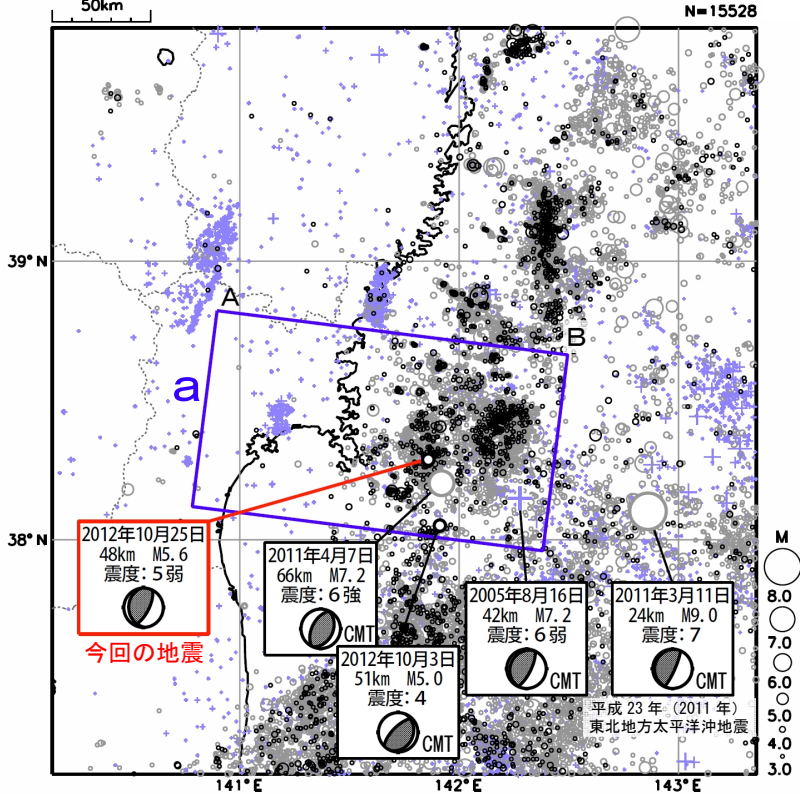 50km
N=15528
39°N
A
B
a
38°N
2012年10月25日
48km M5.6
震度：5弱
今回の地震
2011年4月7日
66km M7.2
震度：6強
CMT
2012年10月3日
51km M5.0
震度：4
CMT
2005年8月16日
42km M7.2
震度：6弱
CMT
2011年3月11日
24km M9.0
震度：7
CMT
平成 23 年（2011 年）
東北地方太平洋沖地震
M
8.0
7.0
6.0
5.0
4.0
3.0
141°E
142°E
143°E